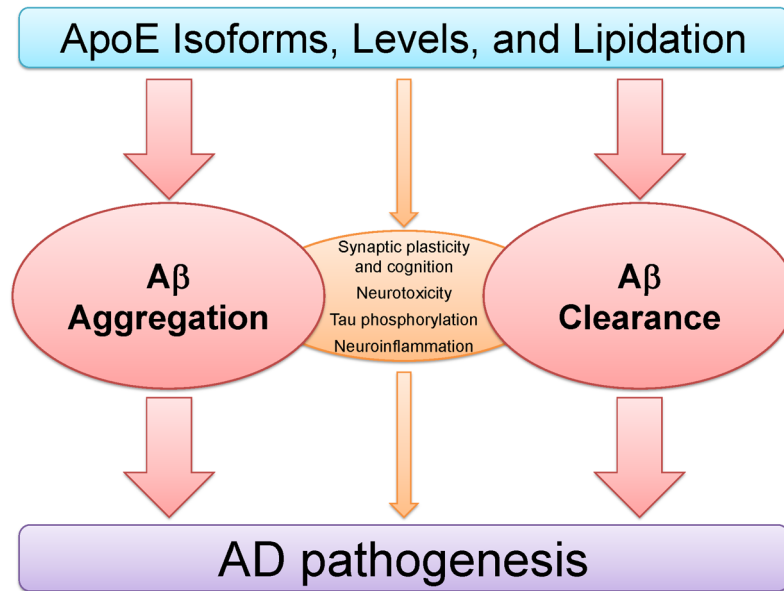 ApoE Isoforms, Levels, and Lipidation
Aβ
Aggregation
Synaptic plasticity
and cognition
Neurotoxicity
Tau phosphorylation
Neuroinflammation
Aβ
Clearance
AD pathogenesis